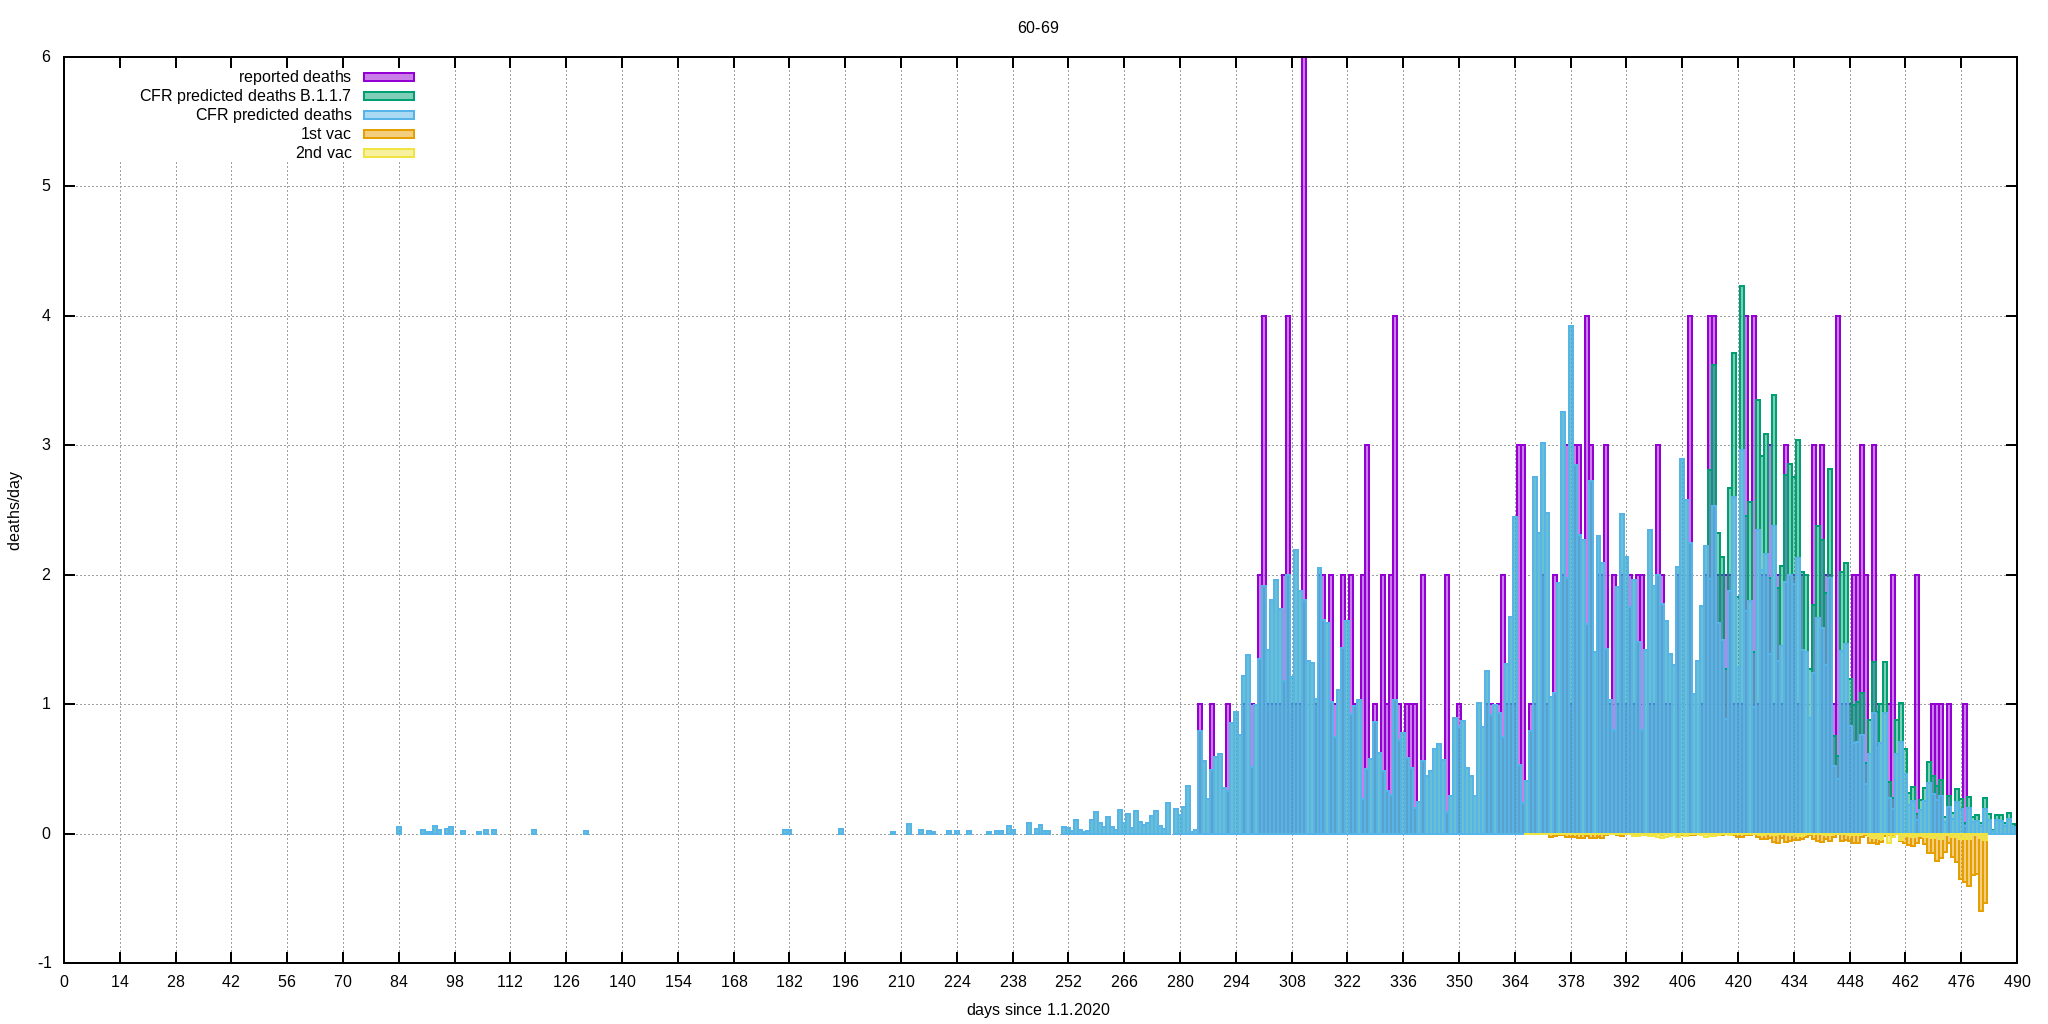 60-69
reported deaths
CFR predicted deaths B.1.1.7
CFR predicted deaths
1st vac
2nd vac
6
5
4
3
2
1
0
-1
deaths/day
0 14 28 42 56 70 84 98 112 126 140 154 168 182 196 210 224 238 252 266 280 294 308 322 336 350 364 378 392 406 420 434 448 462 476 490
days since 1.1.2020